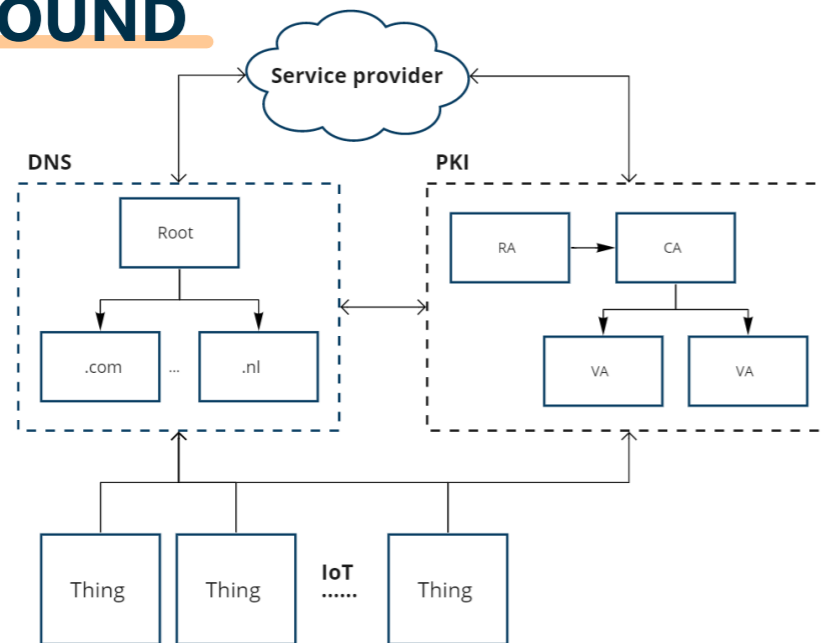 OUND
Service provider
DNS
PKI
Root
RA
CA
.com
...
.nl
VA
VA
IoT
......
Thing
Thing
Thing